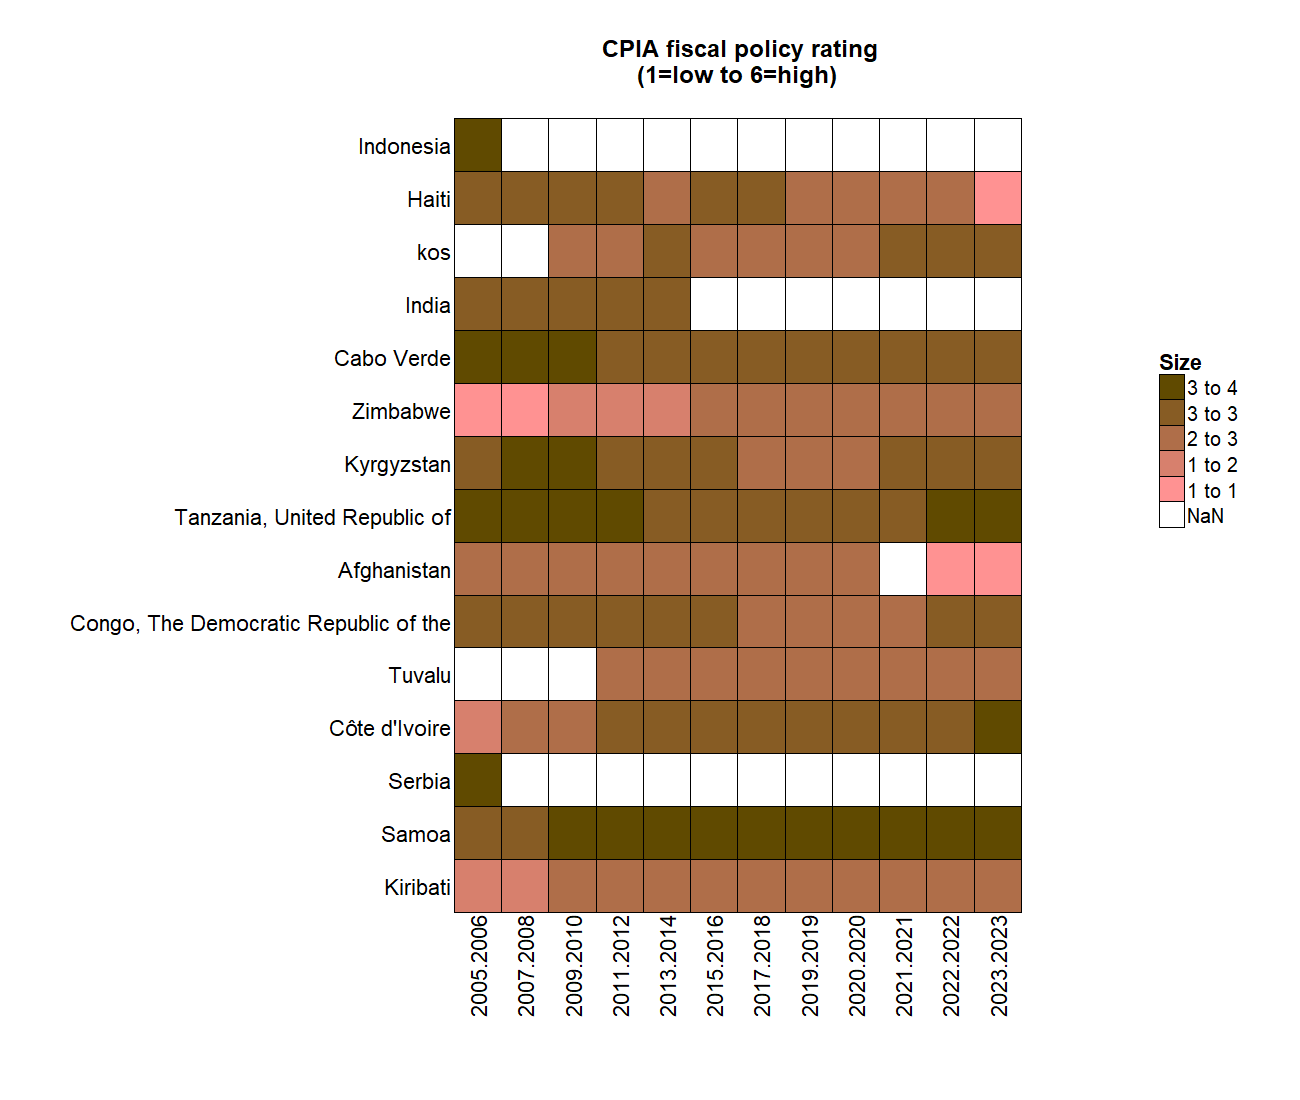 CPIA fiscal policy rating
(1=low to 6=high)
Indonesia
Haiti
kos
India
Cabo Verde
Zimbabwe
Kyrgyzstan
Tanzania, United Republic of
Afghanistan
Congo, The Democratic Republic of the
Tuvalu
Côte d'Ivoire
Serbia
Samoa
Kiribati
2005.2006
2007.2008
2009.2010
2011.2012
2013.2014
2015.2016
2017.2018
2019.2019
2020.2020
2021.2021
2022.2022
2023.2023
Size
3 to 4
3 to 3
2 to 3
1 to 2
1 to 1
NaN